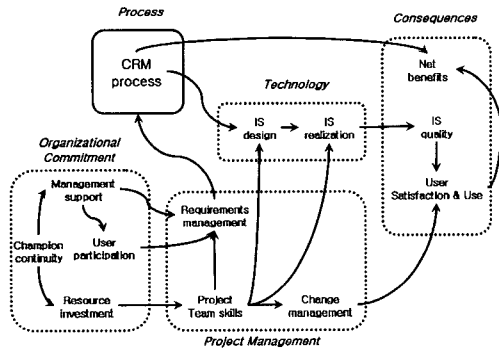 Process
CRM
process
Consequences
Net
benefits
Technology
IS
design
IS
realization
IS
quality
User
Satisfaction & Use
Organizational
Commitment
Management
support
Champion
continuity
User
participation
Resource
investment
Requirements
management
Project
Team skills
Change
management
Project Management